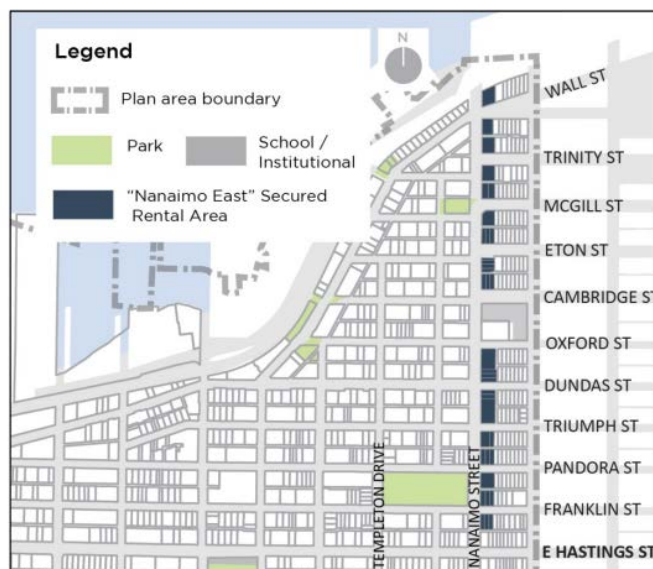 Legend
N
Plan area boundary
Park
School /
Institutional
“Nanaimo East” Secured
Rental Area
WALL ST
TRINITY ST
MCGILL ST
ETON ST
CAMBRIDGE ST
OXFORD ST
DUNDAS ST
TRIUMPH ST
PANDORA ST
FRANKLIN ST
E HASTINGS ST
TEMPLETON DRIVE
NANAIMO STREET